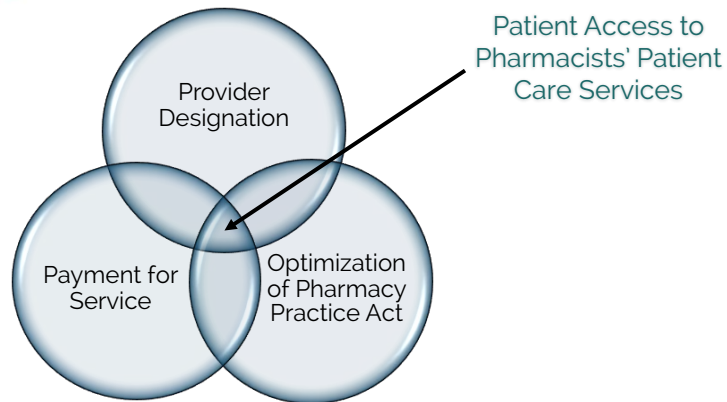 Patient Access to
Pharmacists' Patient
Care Services
Provider
Designation
Payment for
Service
Optimization
of Pharmacy
Practice Act